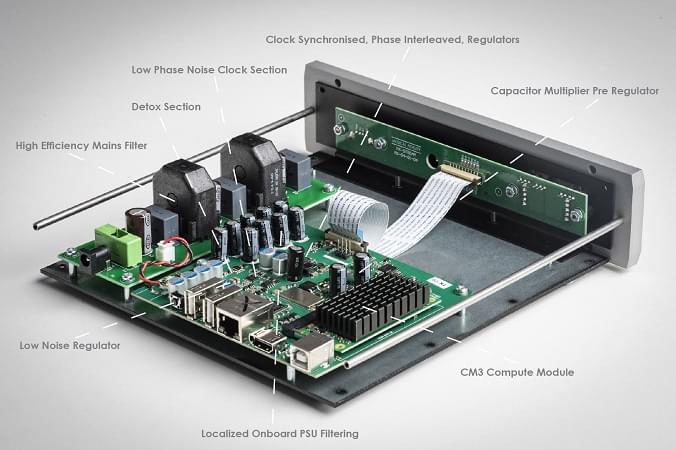 Clock Synchronised, Phase Interleaved, Regulators
Low Phase Noise Clock Section
Capacitor Multiplier Pre Regulator
Detox Section
High Efficiency Mains Filter
Low Noise Regulator
CM3 Compute Module
Localized Onboard PSU Filtering